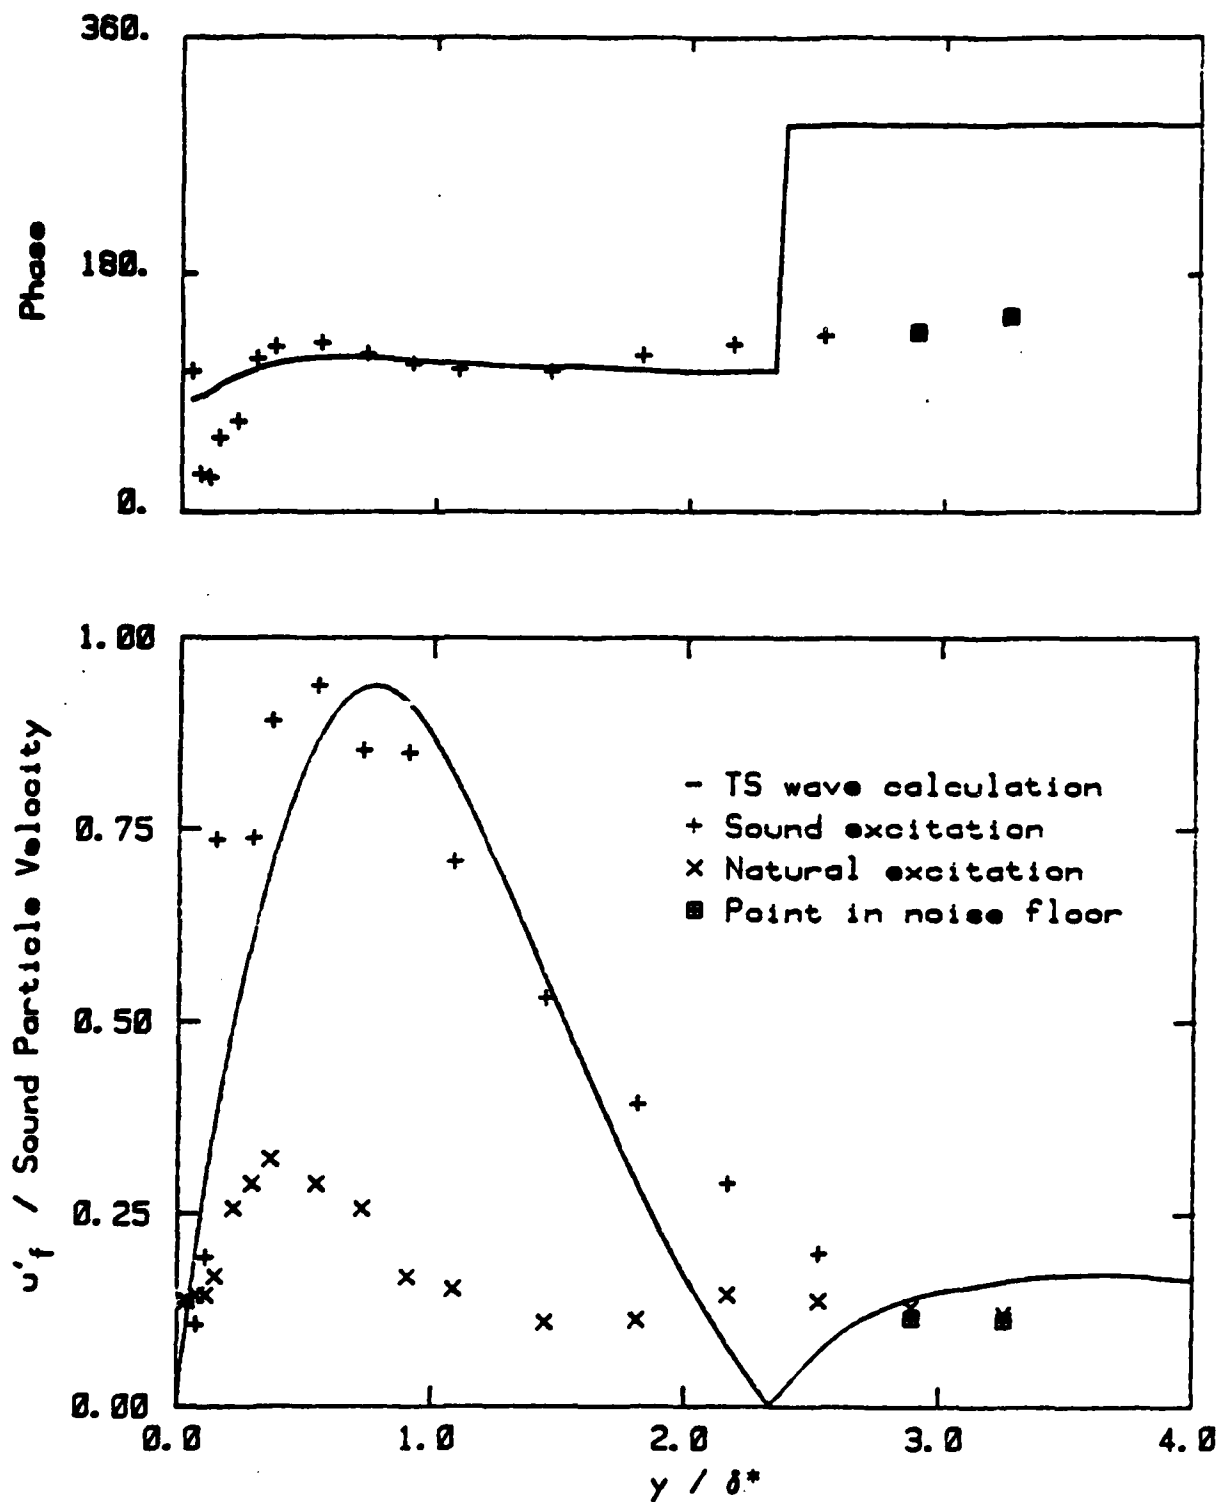 360.
180.
0.
Phase
1.00
0.75
0.50
0.25
0.00
u'f / Sound Particle Velocity
- TS wave calculation
+ Sound excitation
× Natural excitation
■ Point in noise floor
0.0 1.0 2.0 3.0 4.0
y / δ*